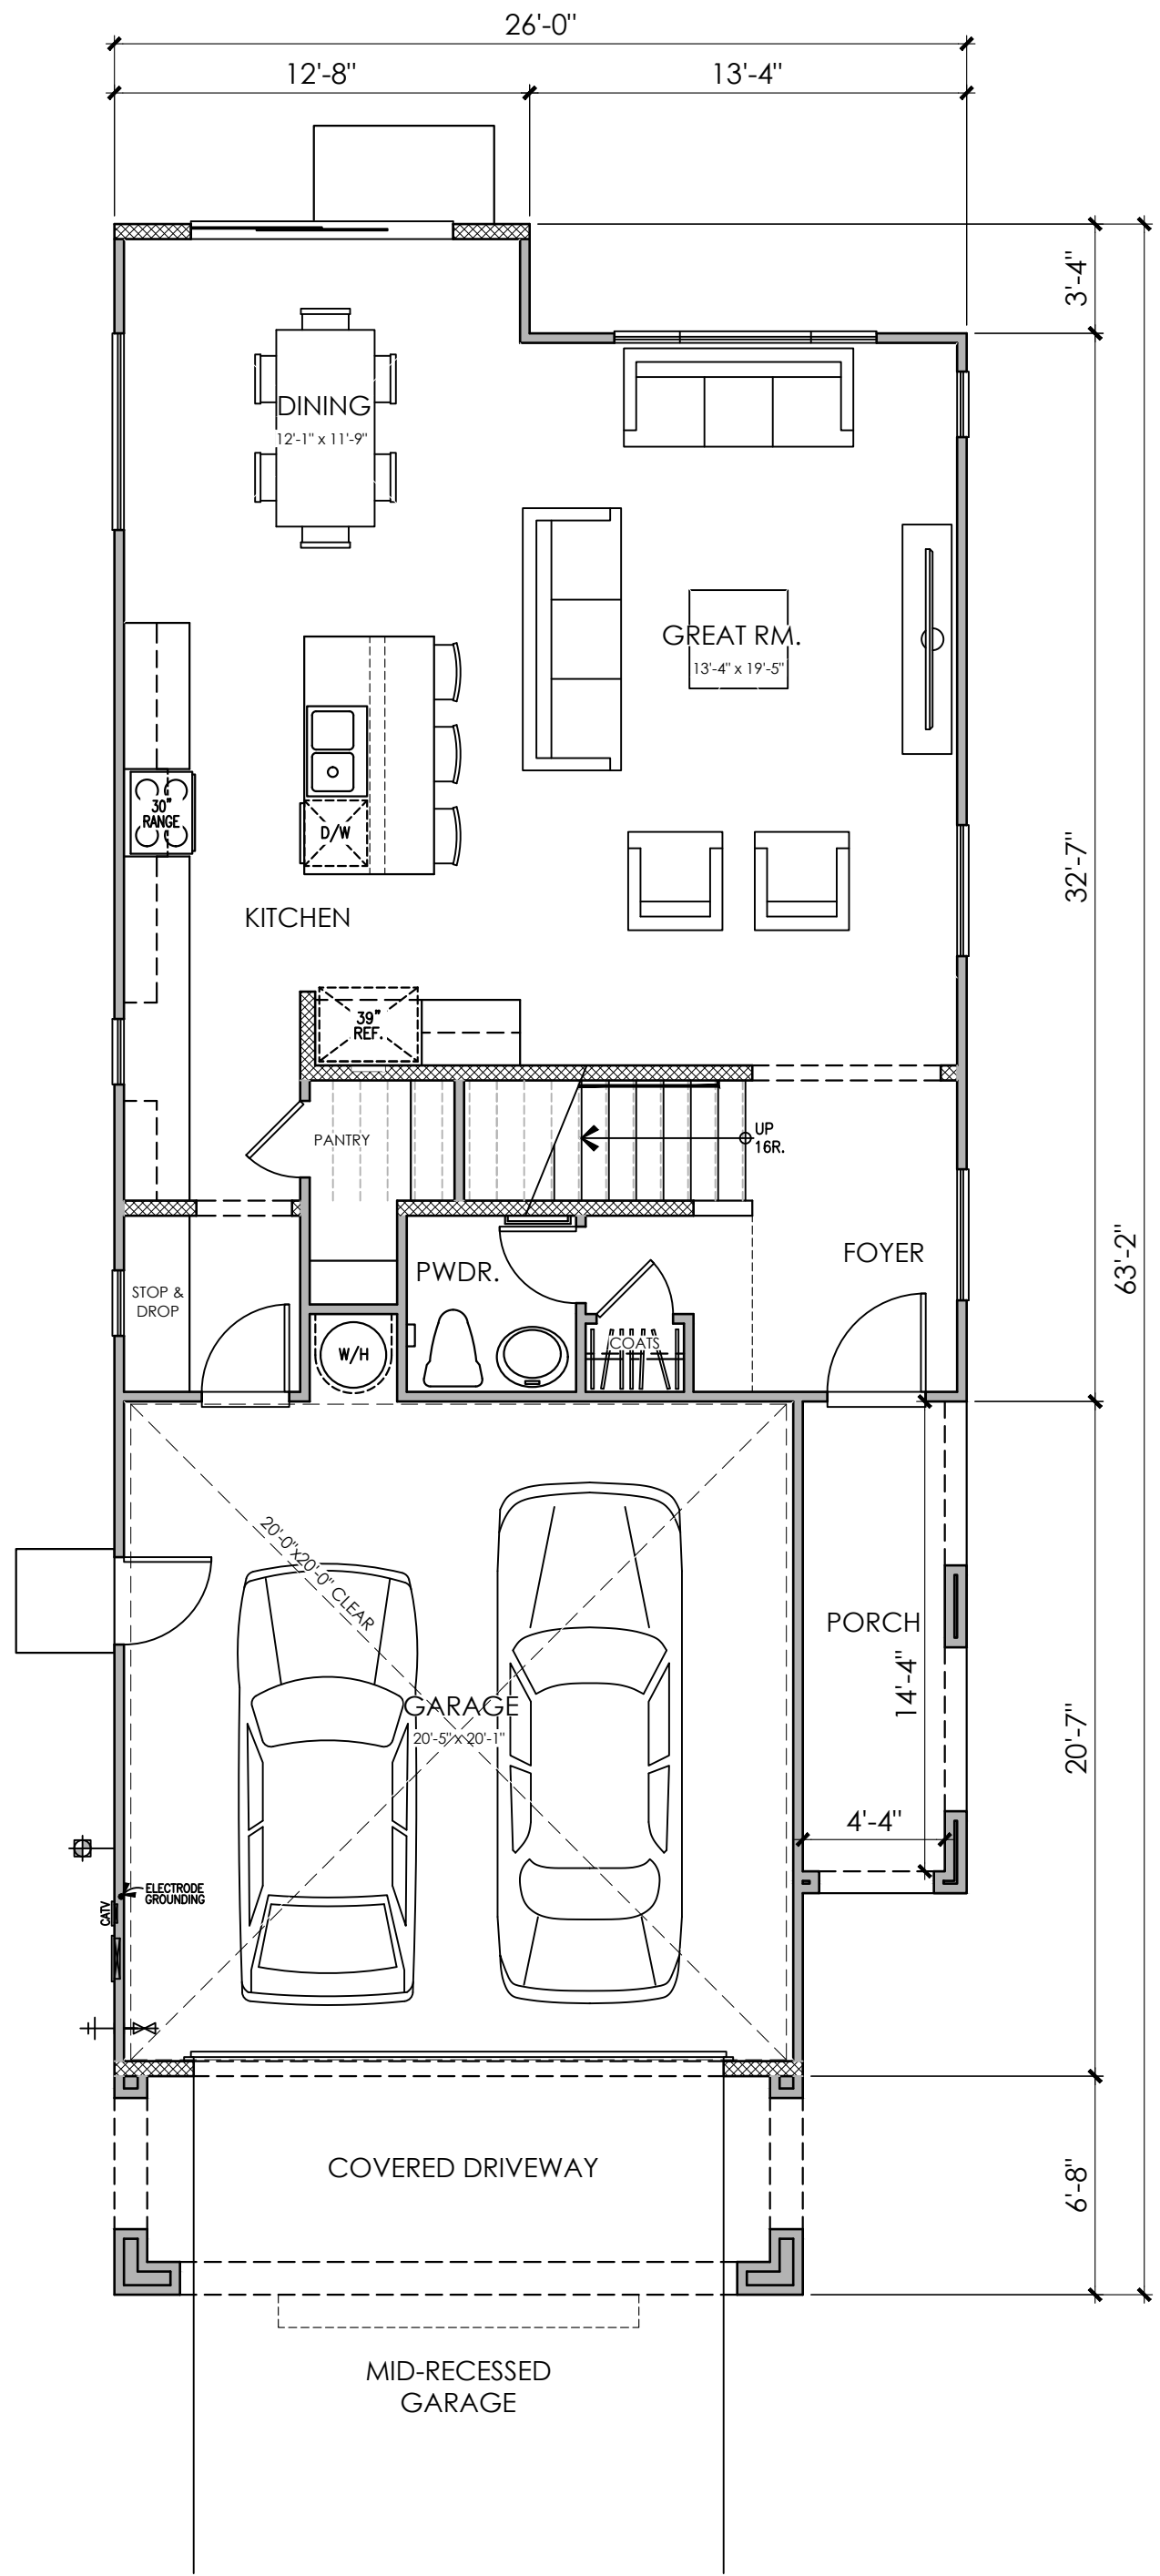 26'-0"
12'-8"
13'-4"
3'-4"
DINING
12'-1" x 11'-9"
GREAT RM.
13'-4" x 19'-5"
30"
RANGE
D/W
32'-7"
KITCHEN
39"
REF.
PANTRY
UP
16R.
63'-2"
FOYER
PWDR.
STOP &
DROP
W/H
COATS
20'-0"x20'-0" CLEAR
PORCH
14'-4"
GARAGE
20'-5" x 20'-1"
20'-7"
4'-4"
ELECTRODE
GROUNDING
CATV
COVERED DRIVEWAY
6'-8"
MID-RECESSED
GARAGE